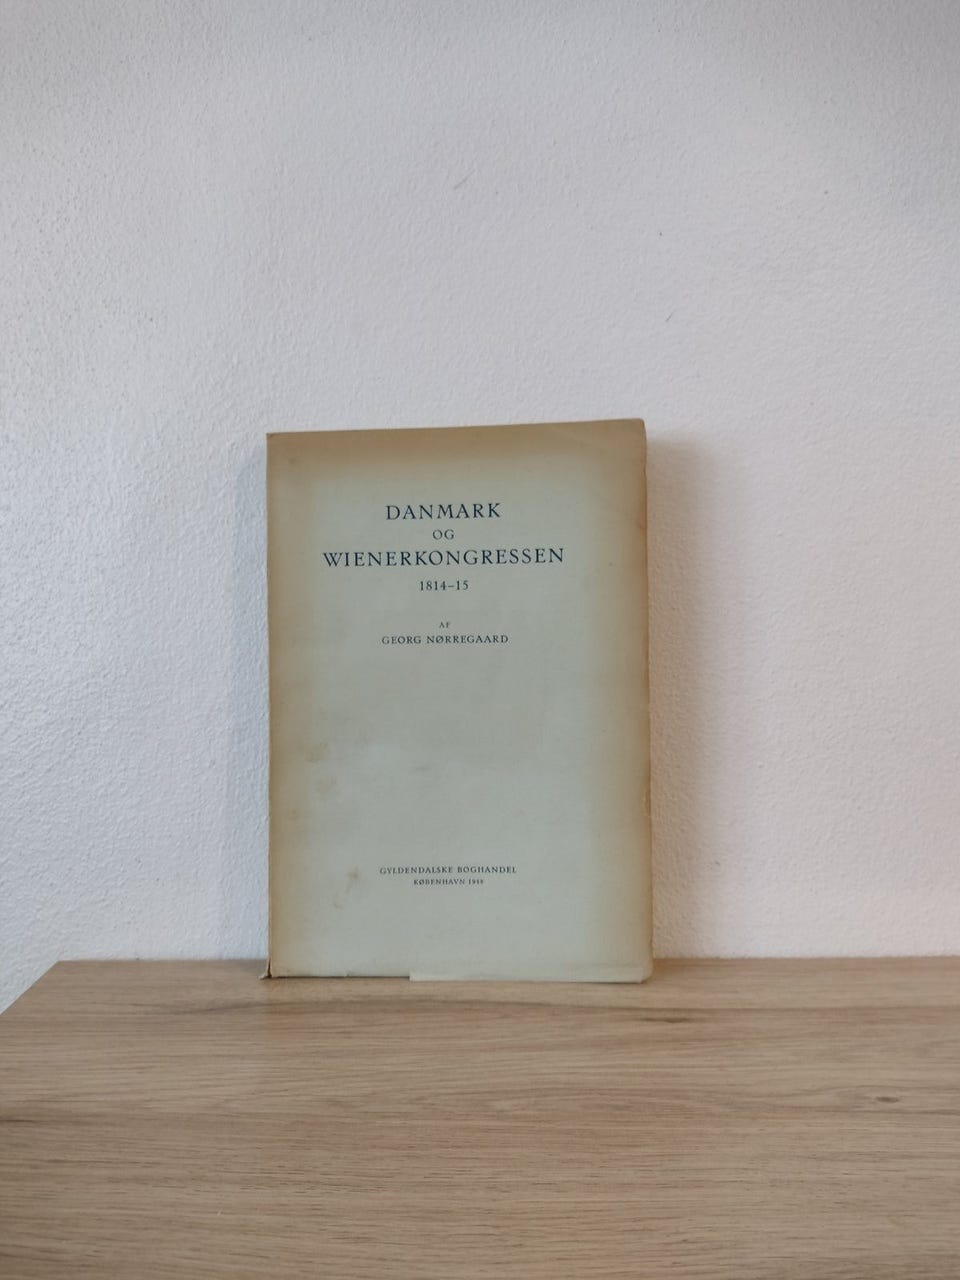 DANMARK
OG
WIENERKONGRESSEN
1814–15
AF
GEORG NØRREGAARD
GYLDENDALSKE BOGHANDEL
KØBENHAVN